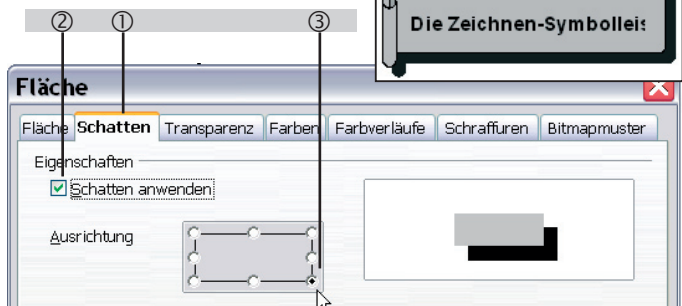 ② ① ③
Die Zeichnen-Symbolleis
Fläche
Fläche Schatten Transparenz Farben Farbverläufe Schraffuren Bitmapmuster
Eigenschaften
Schatten anwenden
Ausrichtung